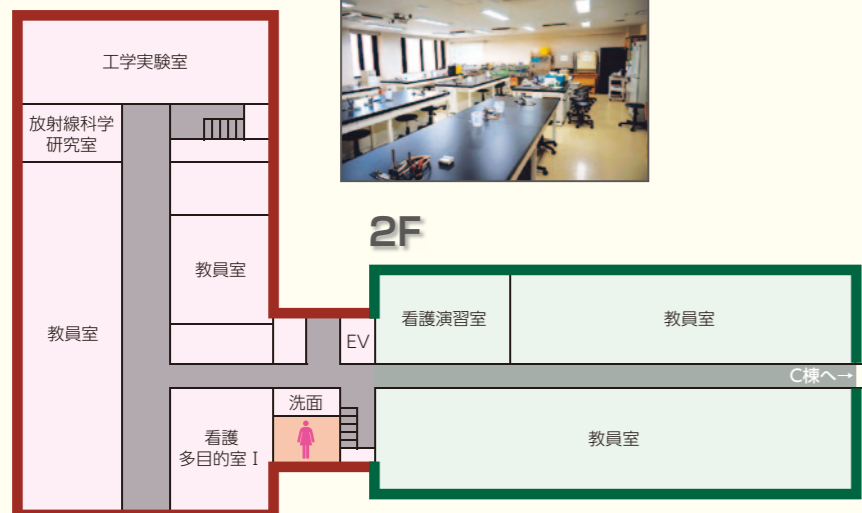 工学実験室
放射線科学
研究室
2F
教員室
看護演習室
教員室
教員室
EV
C棟へ→
洗面
看護
多目的室Ⅰ
教員室